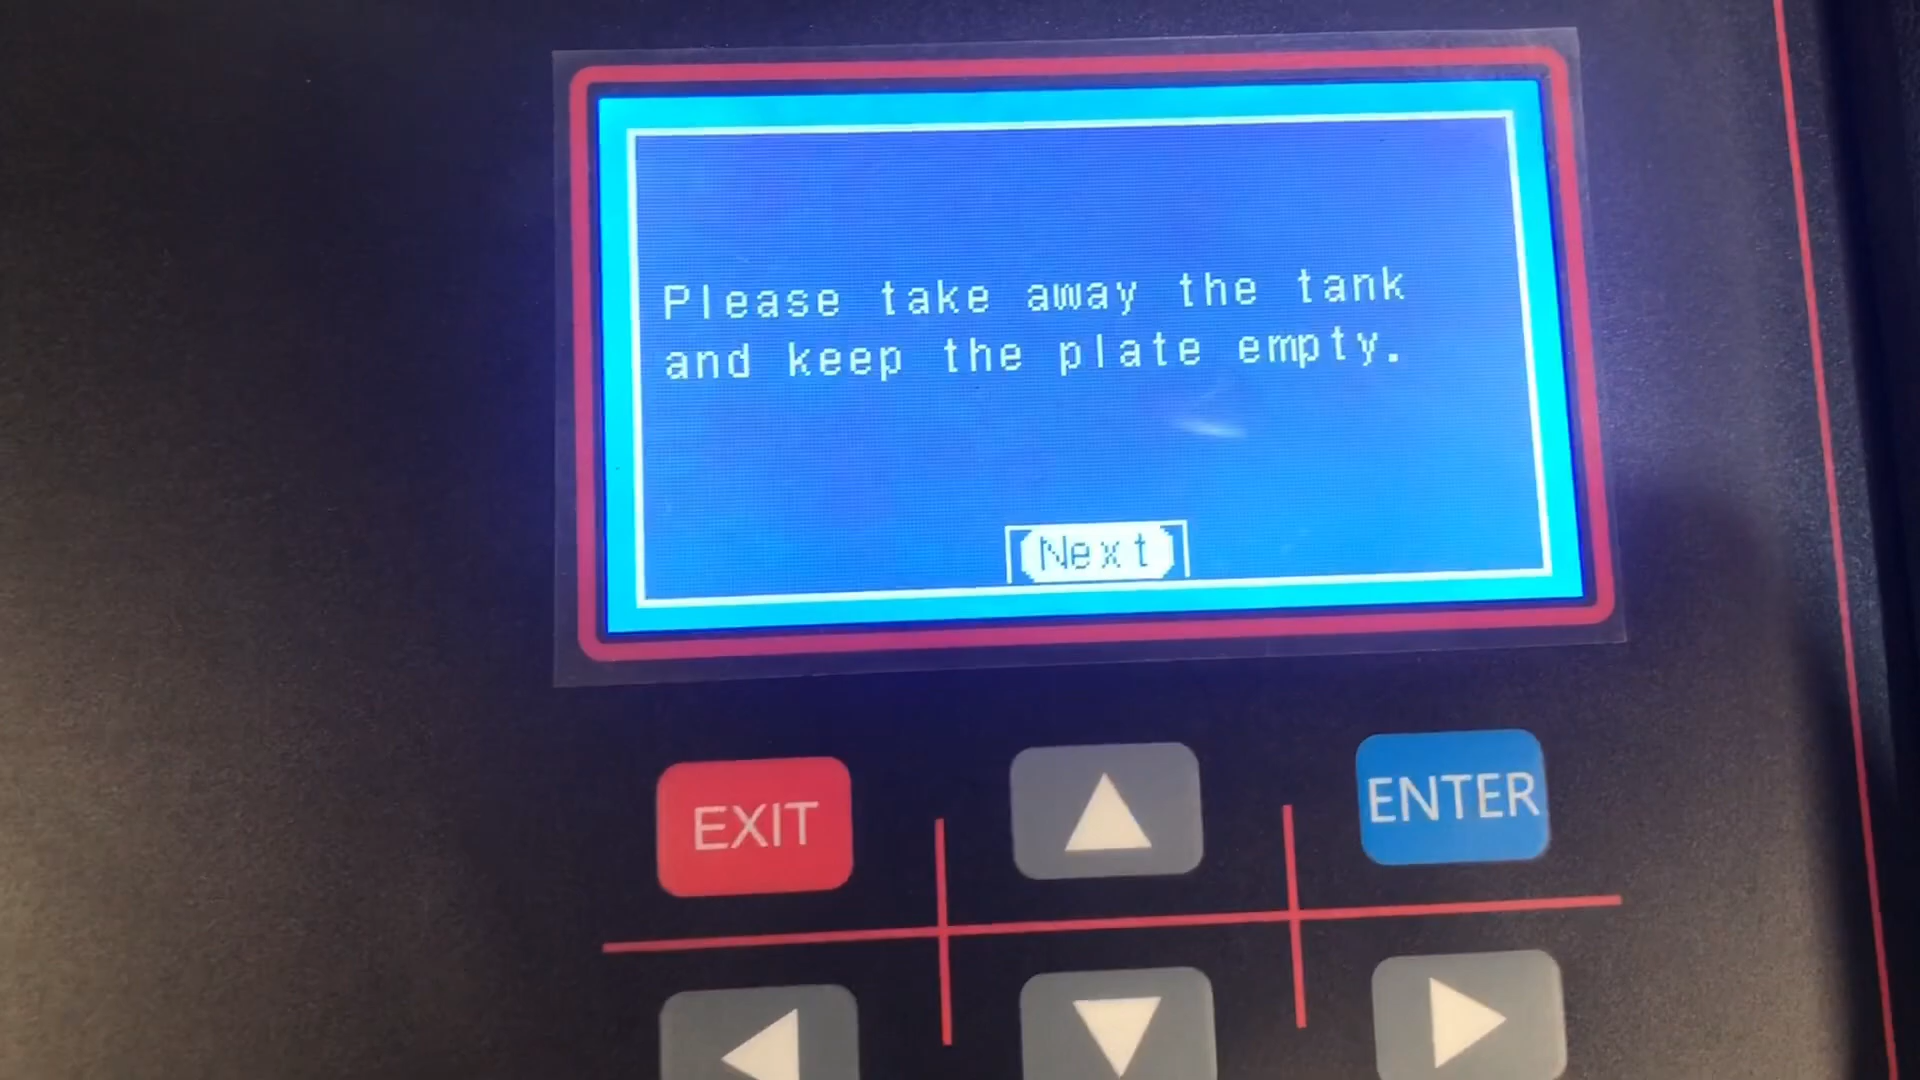 Please take away the tank
and keep the plate empty.
Next
EXIT
ENTER